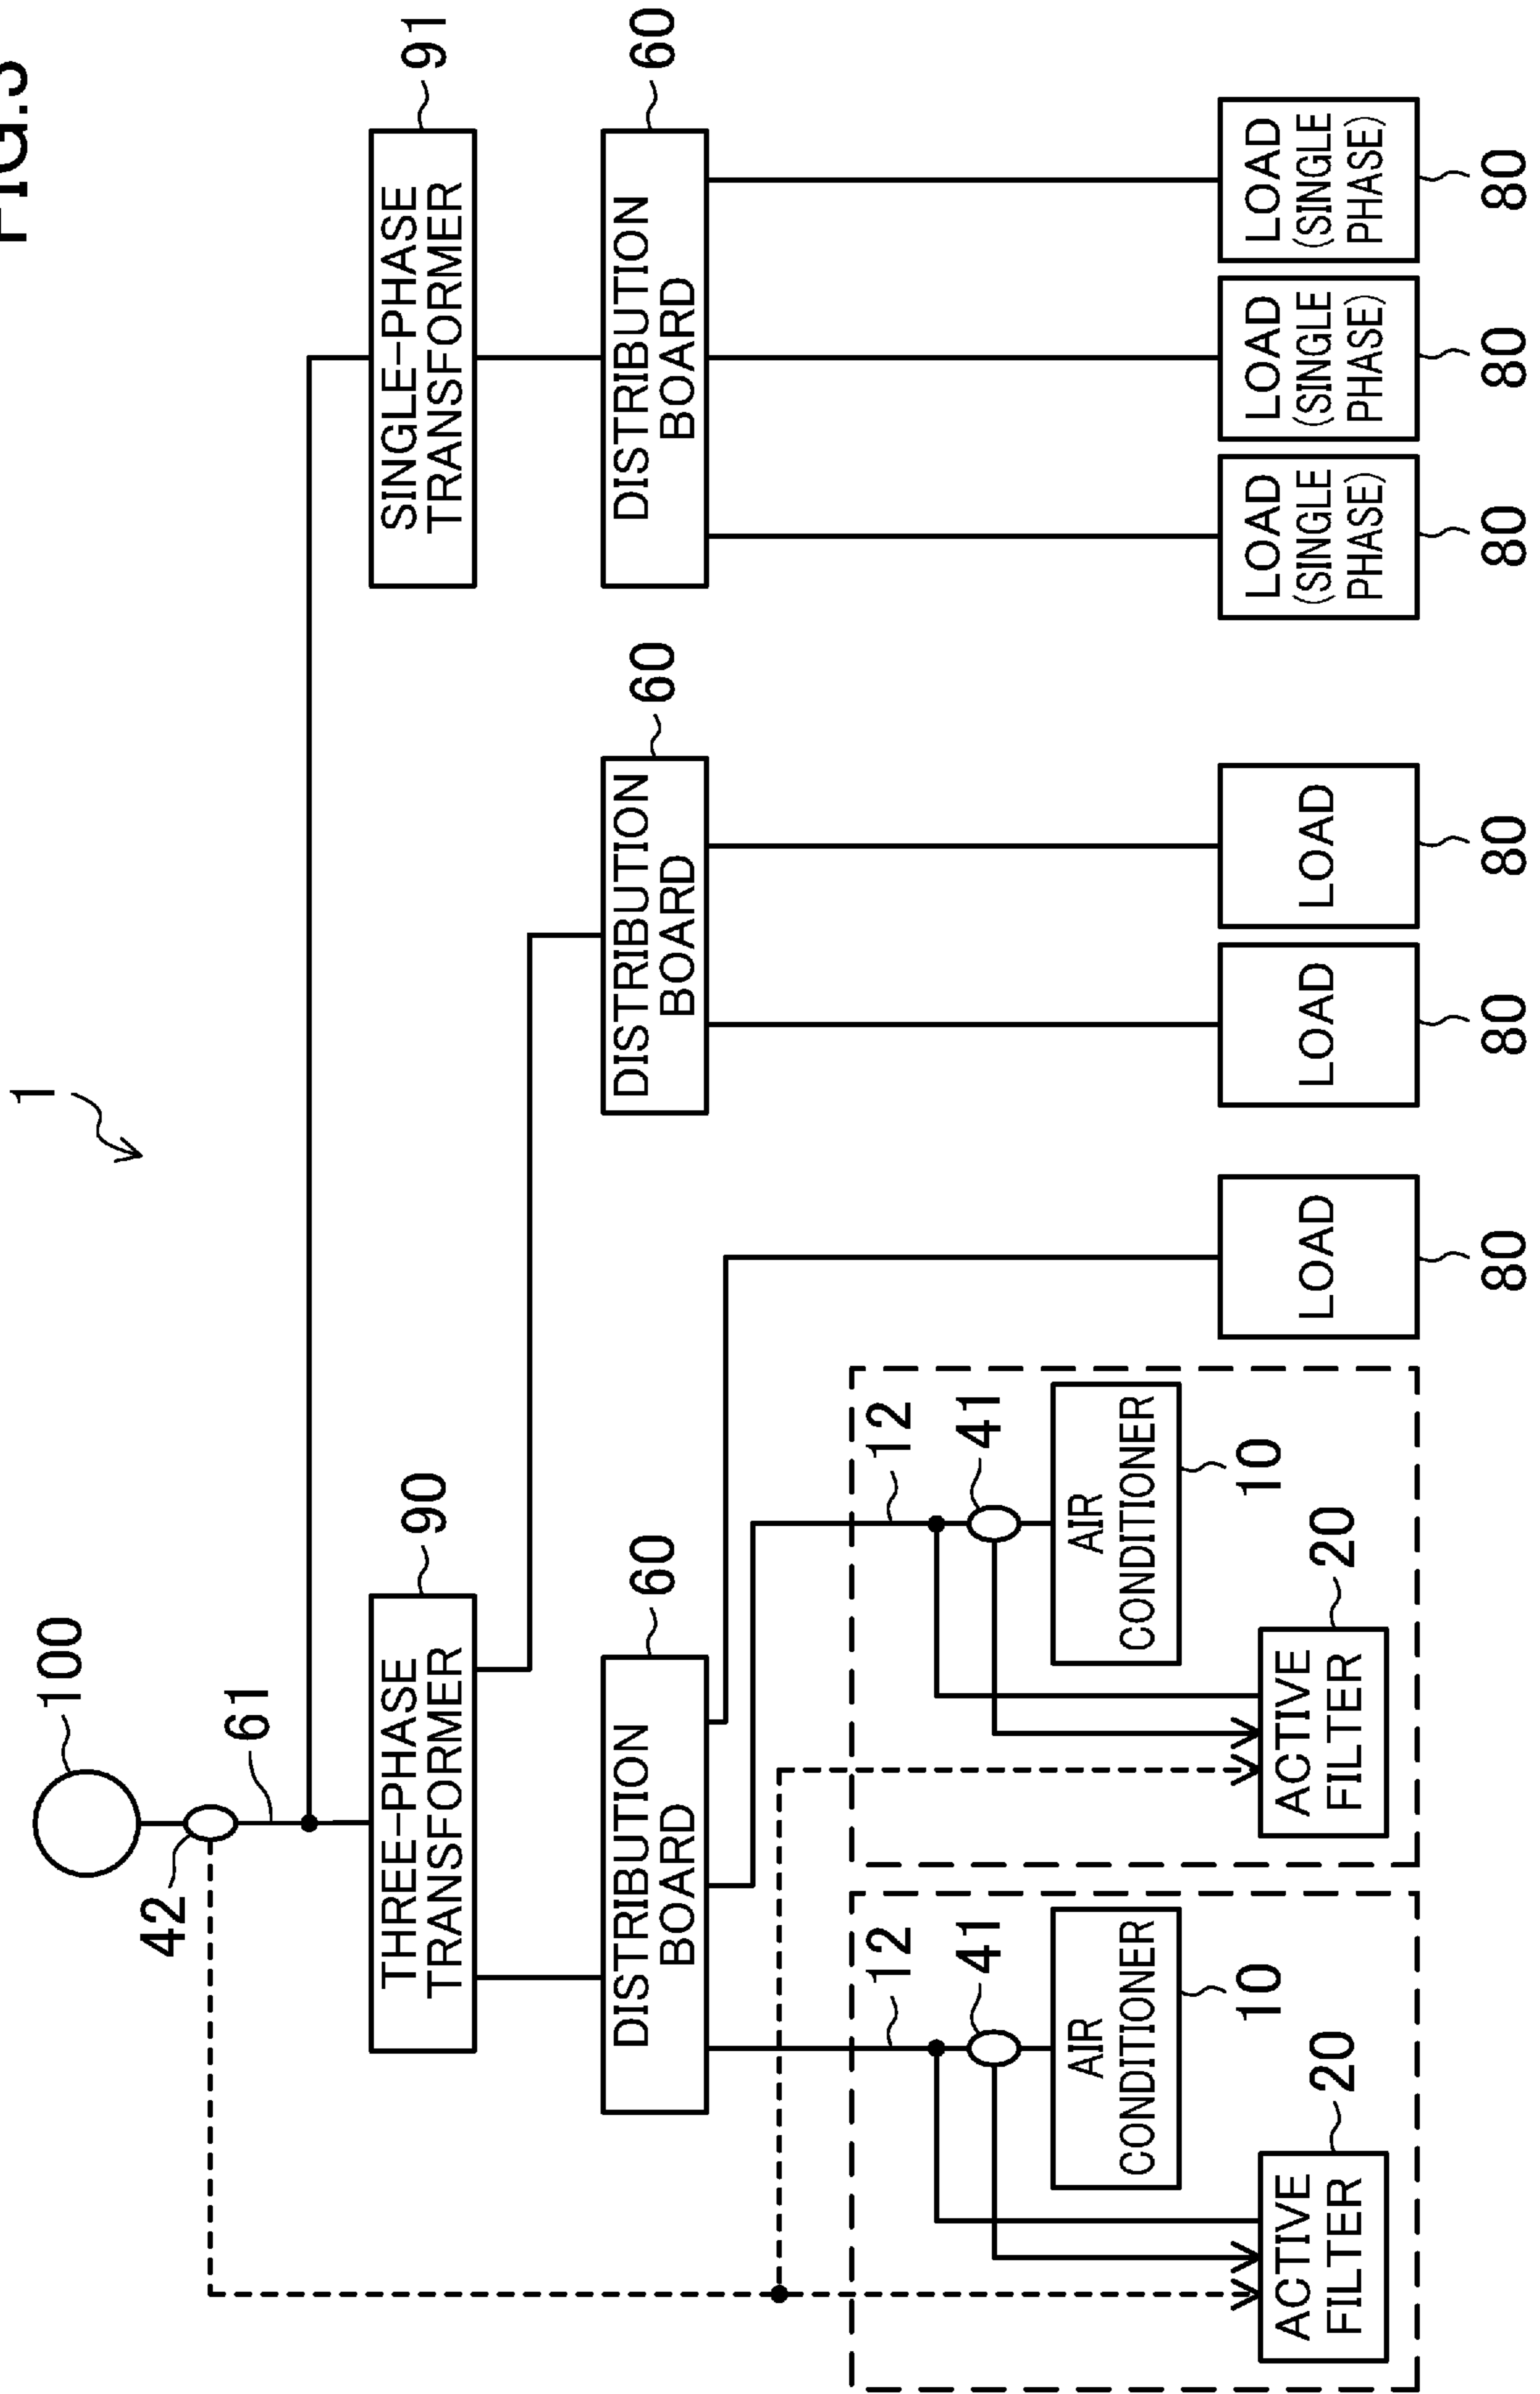 FIG.
1
100
42
61
THREE-PHASE
TRANSFORMER
90
SINGLE-PHASE
TRANSFORMER
91
DISTRIBUTION
BOARD
60
DISTRIBUTION
BOARD
60
DISTRIBUTION
BOARD
60
12
41
AIR
CONDITIONER
10
ACTIVE
FILTER
20
12
41
AIR
CONDITIONER
10
ACTIVE
FILTER
20
LOAD
80
LOAD
80
LOAD
80
LOAD
(SINGLE
PHASE)
80
LOAD
(SINGLE
PHASE)
80
LOAD
(SINGLE
PHASE)
80